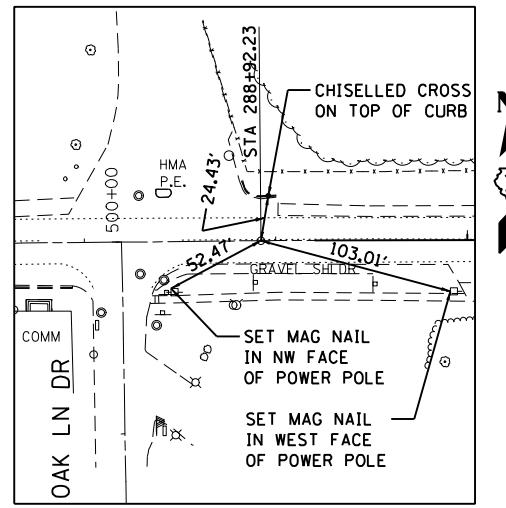 STA 288+92.23
CHISELLED CROSS
ON TOP OF CURB
HMA
P.E.
24.43'
500+00
52.47'
103.01'
GRAVEL SHLDR
COMM
SET MAG NAIL
IN NW FACE
OF POWER POLE
OAK LN DR
SET MAG NAIL
IN WEST FACE
OF POWER POLE